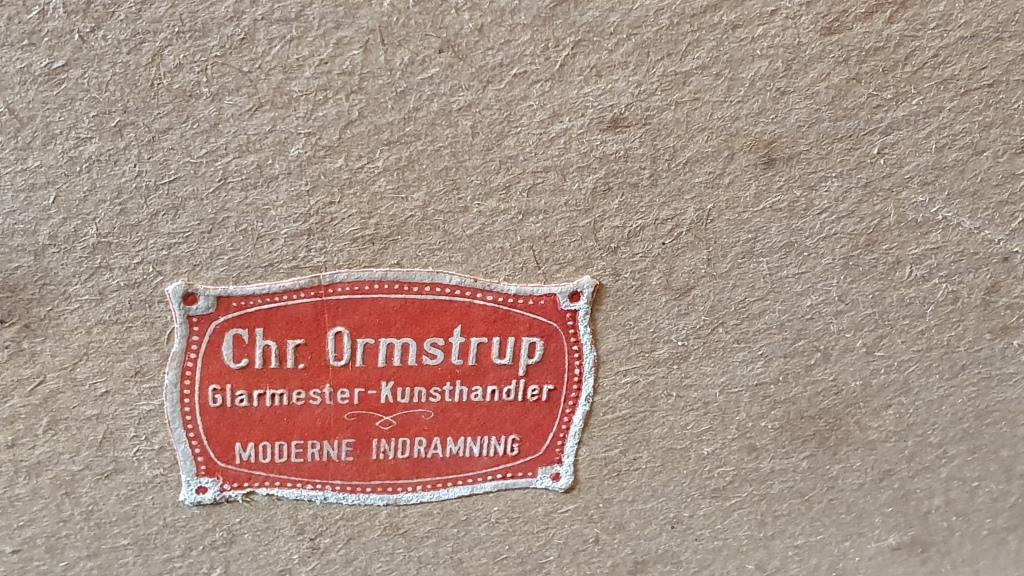 Chr. Ormstrup
Glarmester-Kunsthandler
MODERNE INDRAMNING